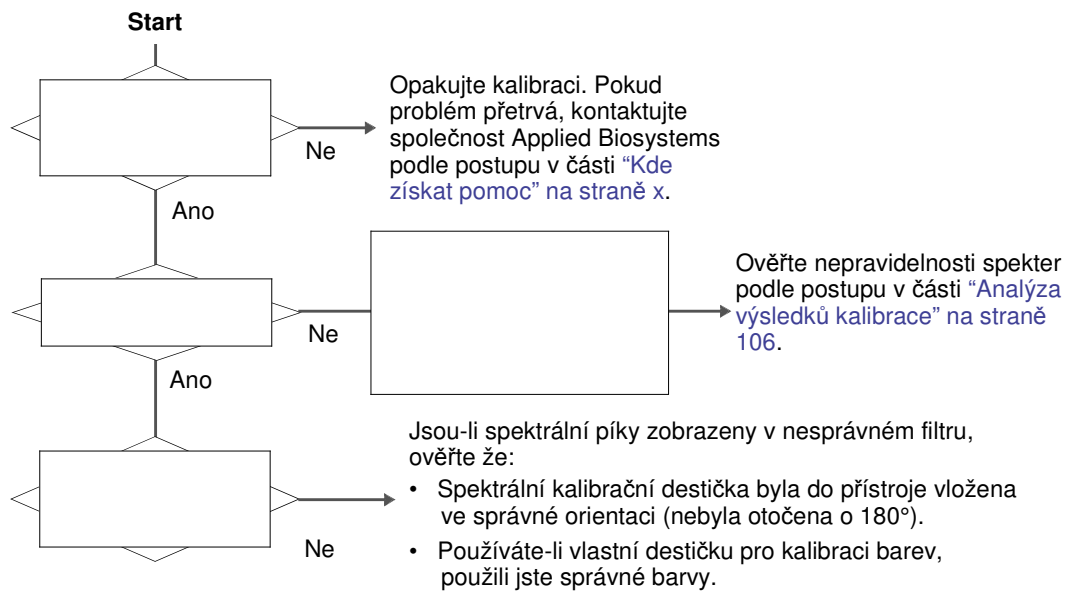 Start
Opakujte kalibraci. Pokud
problém přetrvá, kontaktujte
společnost Applied Biosystems
podle postupu v části “Kde
získat pomoc” na straně x.
Ne
Ano
Ověřte nepravidelnosti spekter
podle postupu v části “Analýza
výsledků kalibrace” na straně
106.
Ne
Ano
Jsou-li spektrální píky zobrazeny v nesprávném filtru,
ověřte že:
• Spektrální kalibrační destička byla do přístroje vložena
ve správné orientaci (nebyla otočena o 180°).
Ne
• Používáte-li vlastní destičku pro kalibraci barev,
použili jste správné barvy.